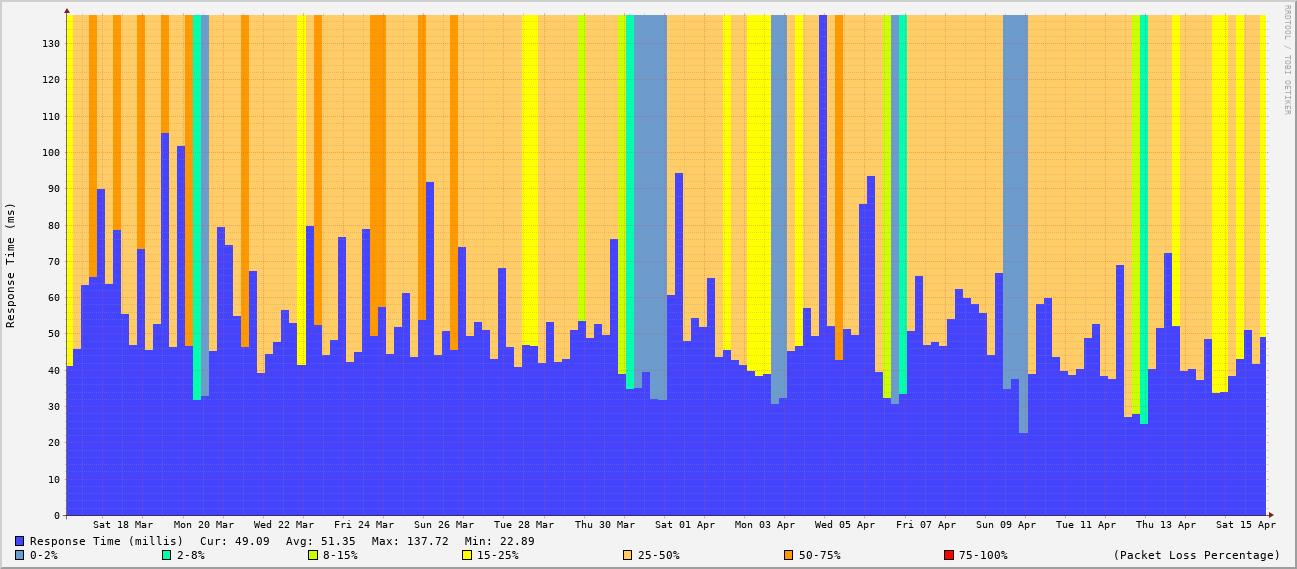 RRDTOOL / TOBI OETIKER
Response Time (ms)
130
120
110
100
90
80
70
60
50
40
30
20
10
0
Sat 18 Mar Mon 20 Mar Wed 22 Mar Fri 24 Mar Sun 26 Mar Tue 28 Mar Thu 30 Mar Sat 01 Apr Mon 03 Apr Wed 05 Apr Fri 07 Apr Sun 09 Apr Tue 11 Apr Thu 13 Apr Sat 15 Apr
Response Time (millis) Cur: 49.09 Avg: 51.35 Max: 137.72 Min: 22.89
0-2% 2-8% 8-15% 15-25% 25-50% 50-75% 75-100% (Packet Loss Percentage)